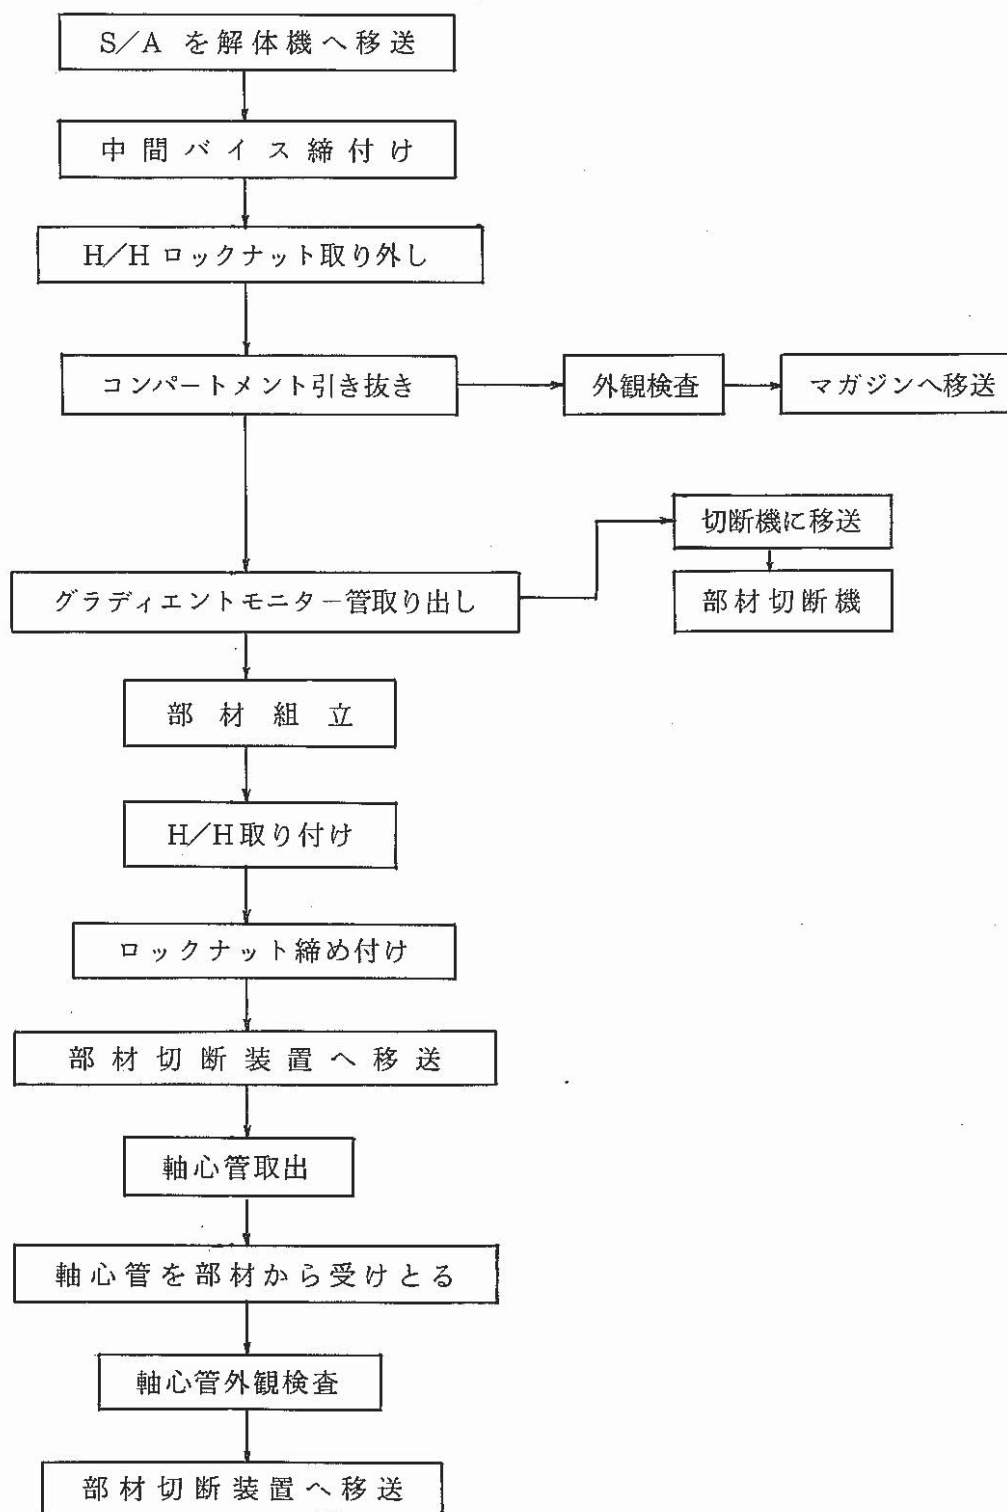 S/A を解体機へ移送
中間バイス締付け
H/H ロックナット取り外し
コンパートメント引き抜き
外観検査
マガジンへ移送
切断機に移送
グラディエントモニター管取り出し
部材切断機
部材組立
H/H取り付け
ロックナット締め付け
部材切断装置へ移送
軸心管取出
軸心管を部材から受けとる
軸心管外観検査
部材切断装置へ移送